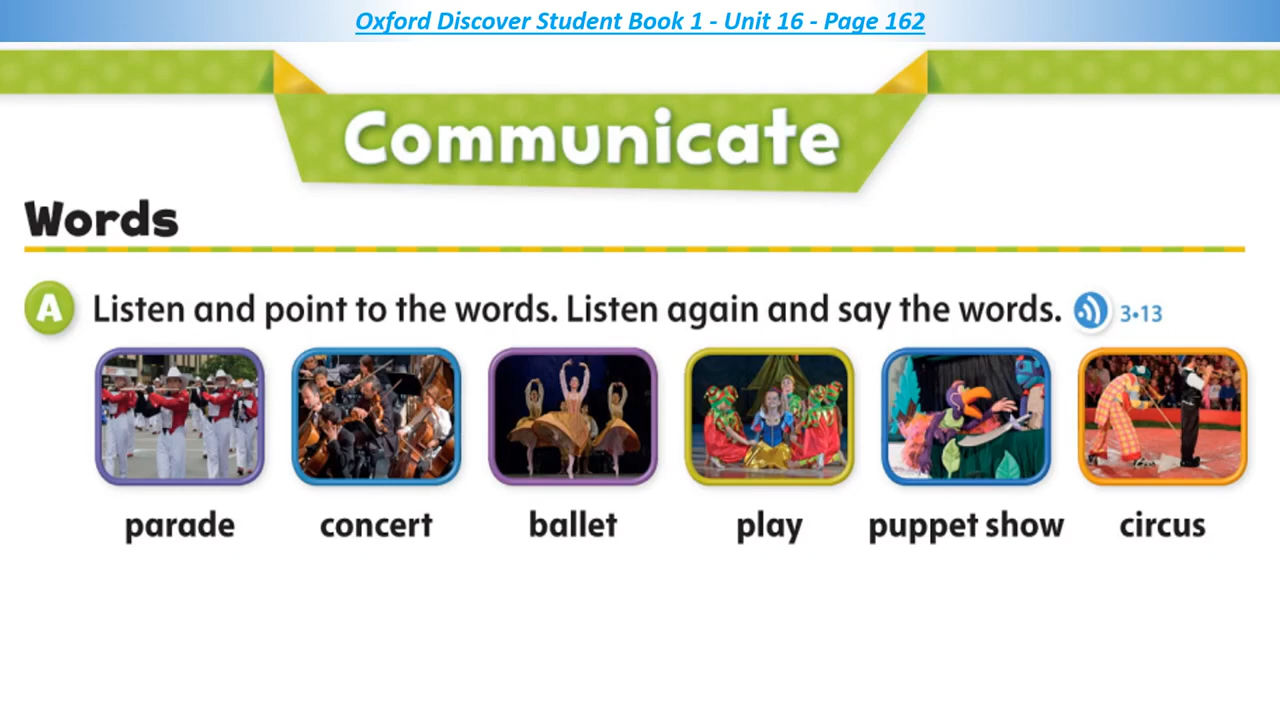 Oxford Discover Student Book 1 - Unit 16 - Page 162
Communicate
Words
A Listen and point to the words. Listen again and say the words. 3•13
parade concert ballet play puppet show circus